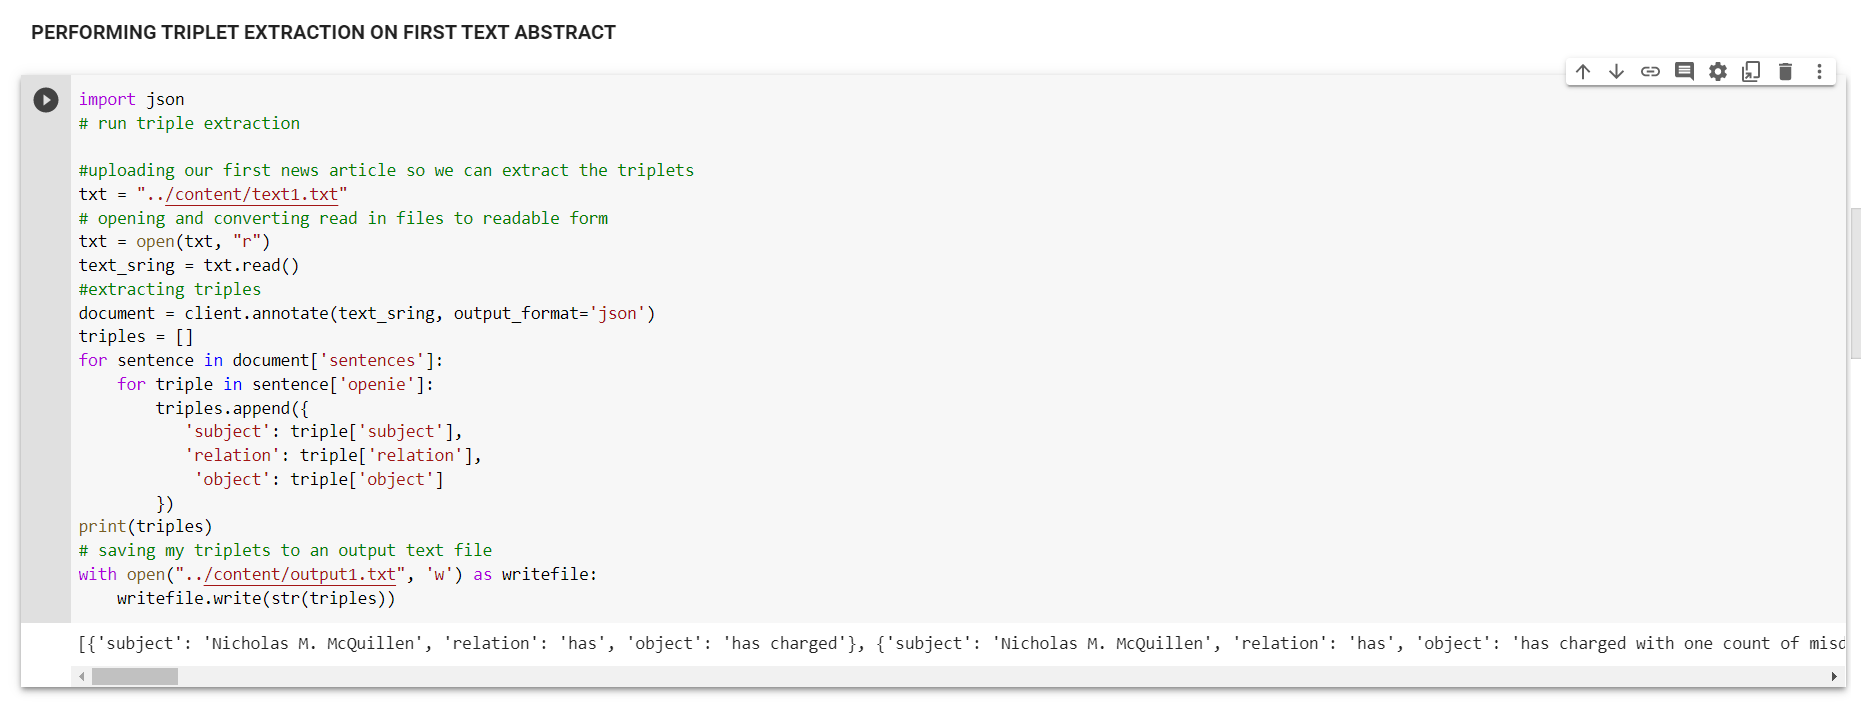 PERFORMING TRIPLET EXTRACTION ON FIRST TEXT ABSTRACT
import json
# run triple extraction
#uploading our first news article so we can extract the triplets
txt = "../content/text1.txt"
# opening and converting read in files to readable form
txt = open(txt, "r")
text_sring = txt.read()
#extracting triples
document = client.annotate(text_sring, output_format='json')
triples = []
for sentence in document['sentences']:
    for triple in sentence['openie']:
        triples.append({
           'subject': triple['subject'],
           'relation': triple['relation'],
            'object': triple['object']
        })
print(triples)
# saving my triplets to an output text file
with open("../content/output1.txt", 'w') as writefile:
    writefile.write(str(triples))
[{'subject': 'Nicholas M. McQuillen', 'relation': 'has', 'object': 'has charged'}, {'subject': 'Nicholas M. McQuillen', 'relation': 'has', 'object': 'has charged with one count of misd